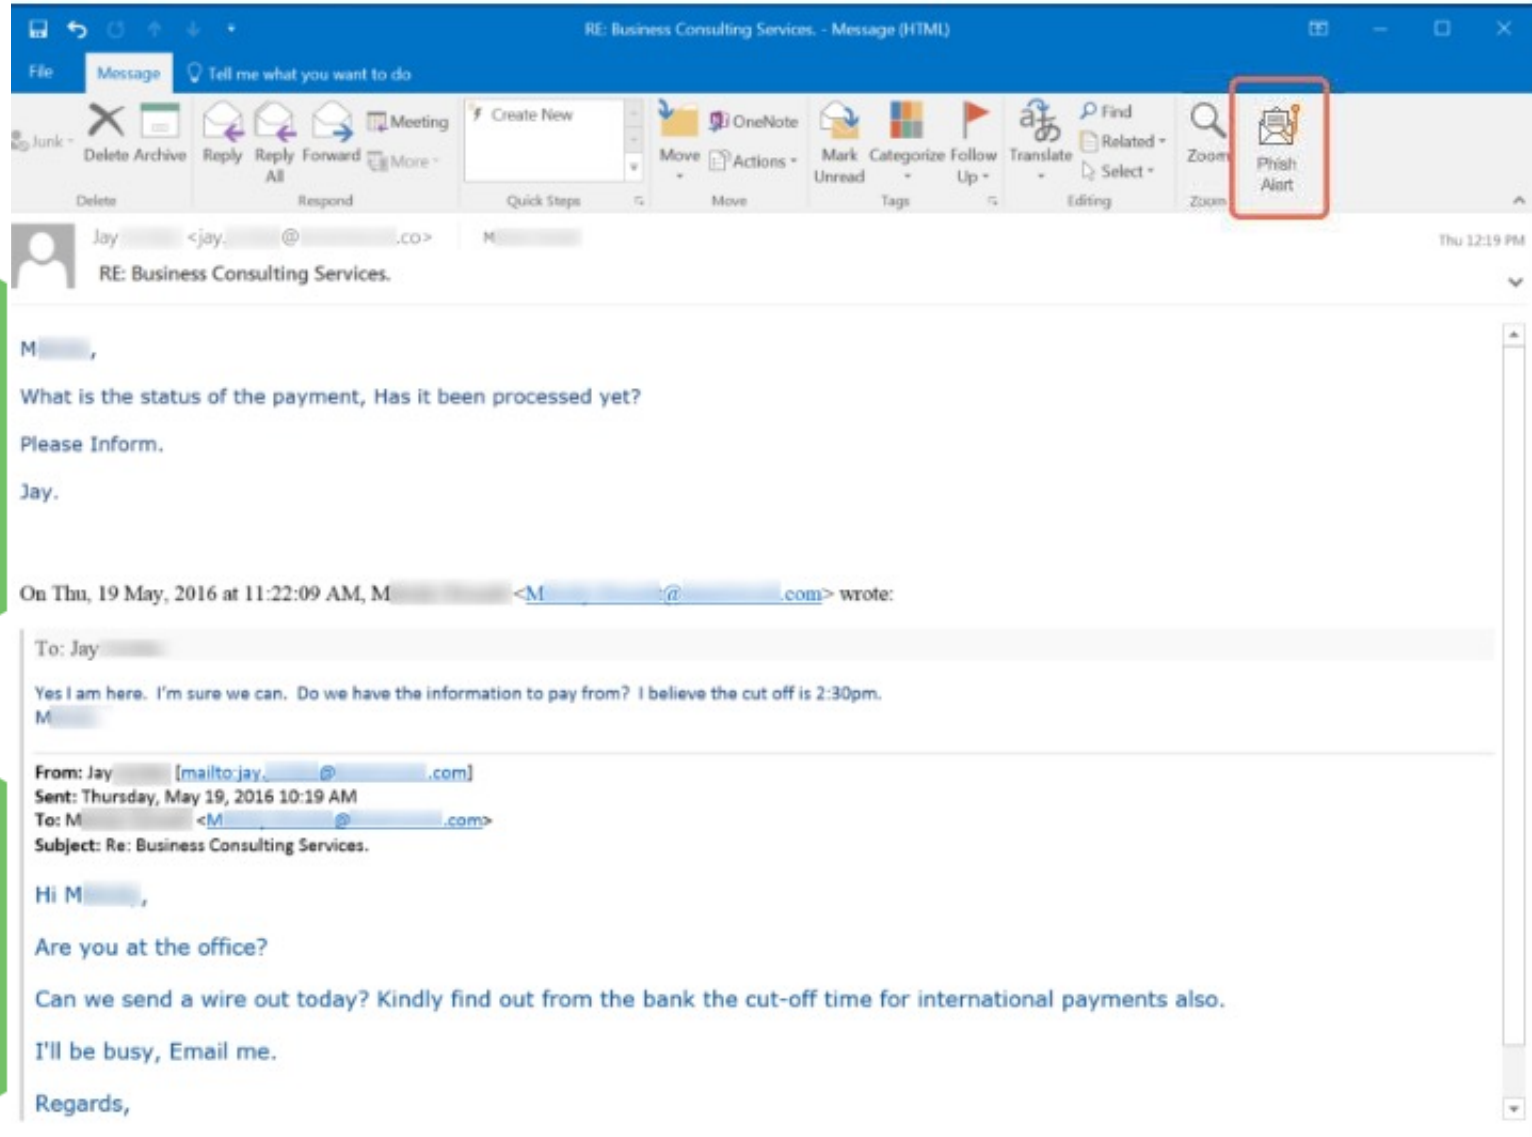 RE: Business Consulting Services. - Message (HTML)
File Message Tell me what you want to do
Junk
Delete Archive
Reply Reply All Forward
Meeting
More
Create New
Move
OneNote
Actions
Mark Unread Categorize Follow Up
Translate
Find
Related
Select
Zoom
Phish Alert
Delete Respond Quick Steps Move Tags Editing Zoom
Jay <jay. @ .co> M
Thu 12:19 PM
RE: Business Consulting Services.
M ,
What is the status of the payment, Has it been processed yet?
Please Inform.
Jay.
On Thu, 19 May, 2016 at 11:22:09 AM, M <M @ .com> wrote:
To: Jay
Yes I am here. I'm sure we can. Do we have the information to pay from? I believe the cut off is 2:30pm.
M
From: Jay [mailto:jay. @ .com]
Sent: Thursday, May 19, 2016 10:19 AM
To: M <M @ .com>
Subject: Re: Business Consulting Services.
Hi M ,
Are you at the office?
Can we send a wire out today? Kindly find out from the bank the cut-off time for international payments also.
I'll be busy, Email me.
Regards,